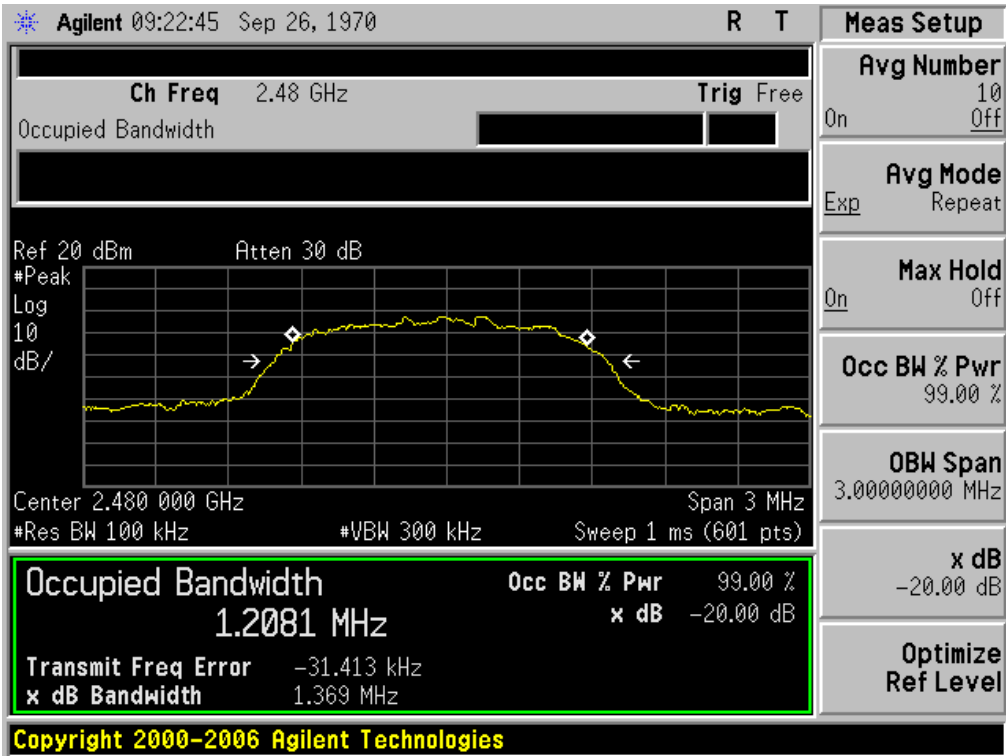 Agilent 09:22:45 Sep 26, 1970 R T
Ch Freq 2.48 GHz Trig Free
Occupied Bandwidth
Ref 20 dBm Atten 30 dB
#Peak
Log
10
dB/
Center 2.480 000 GHz Span 3 MHz
#Res BW 100 kHz #VBW 300 kHz Sweep 1 ms (601 pts)
Occupied Bandwidth
1.2081 MHz
Occ BW % Pwr 99.00 %
x dB -20.00 dB
Transmit Freq Error -31.413 kHz
x dB Bandwidth 1.369 MHz
Copyright 2000-2006 Agilent Technologies
Meas Setup
Avg Number
10
On Off
Avg Mode
Exp Repeat
Max Hold
On Off
Occ BW % Pwr
99.00 %
OBW Span
3.00000000 MHz
x dB
-20.00 dB
Optimize
Ref Level